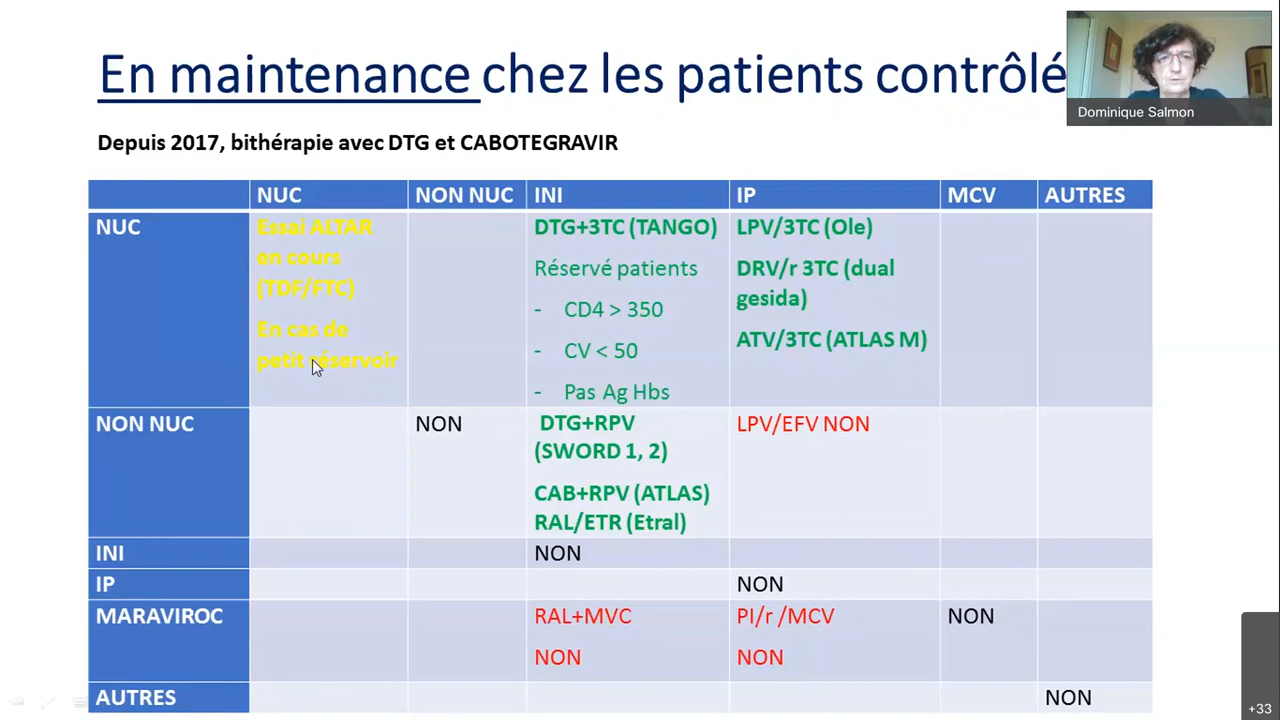 En maintenance chez les patients contrôlé
Dominique Salmon
Depuis 2017, bithérapie avec DTG et CABOTEGRAVIR
NUC NON NUC INI IP MCV AUTRES
NUC
Essai ALTAR
en cours
(TDF/FTC)
En cas de
petit réservoir
DTG+3TC (TANGO)
Réservé patients
- CD4 > 350
- CV < 50
- Pas Ag Hbs
LPV/3TC (Ole)
DRV/r 3TC (dual
gesida)
ATV/3TC (ATLAS M)
NON NUC
NON
DTG+RPV
(SWORD 1, 2)
CAB+RPV (ATLAS)
RAL/ETR (Etral)
LPV/EFV NON
INI
NON
IP
NON
MARAVIROC
RAL+MVC
NON
PI/r /MCV
NON
NON
AUTRES
NON
+33